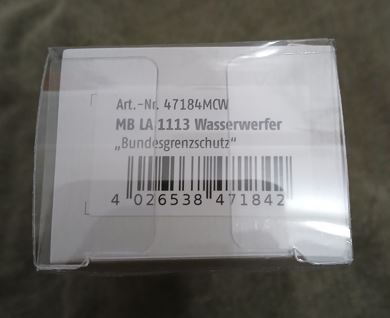 Art.-Nr. 47184MCW
MB LA 1113 Wasserwerfer
„Bundesgrenzschutz“
4 026538 471842